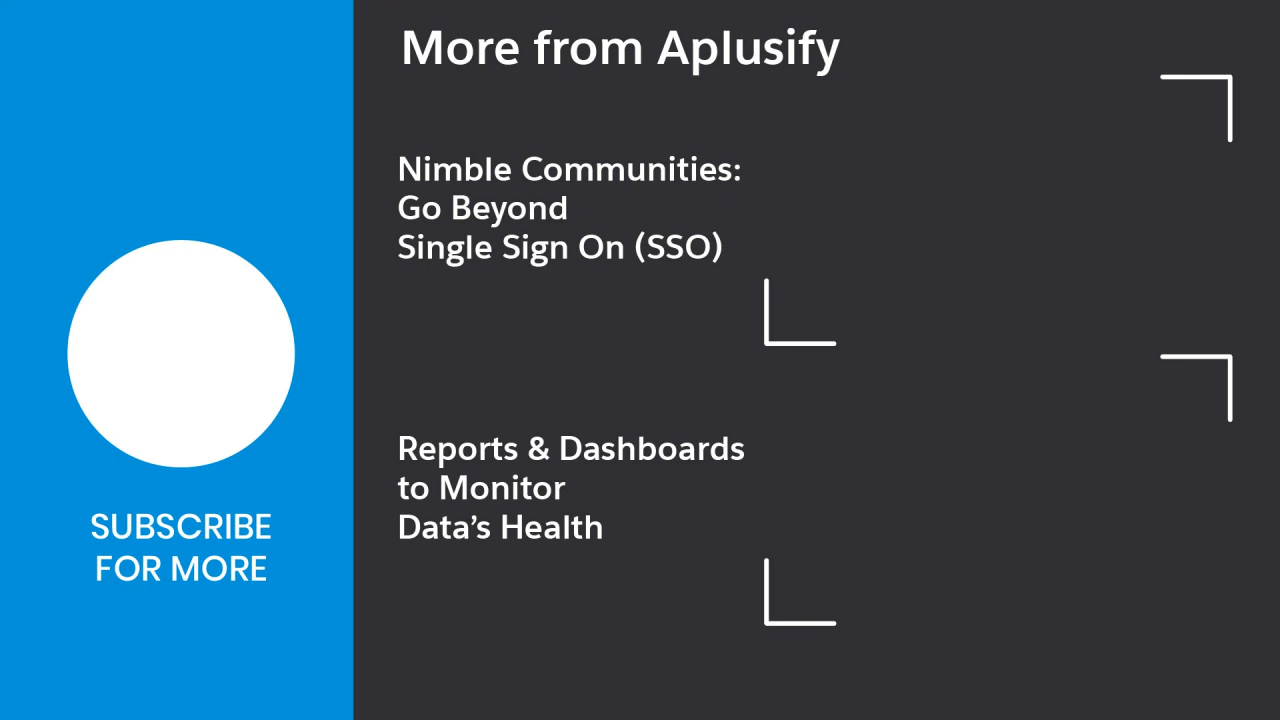 More from Aplusify
Nimble Communities:
Go Beyond
Single Sign On (SSO)
Reports & Dashboards
to Monitor
Data’s Health
SUBSCRIBE
FOR MORE